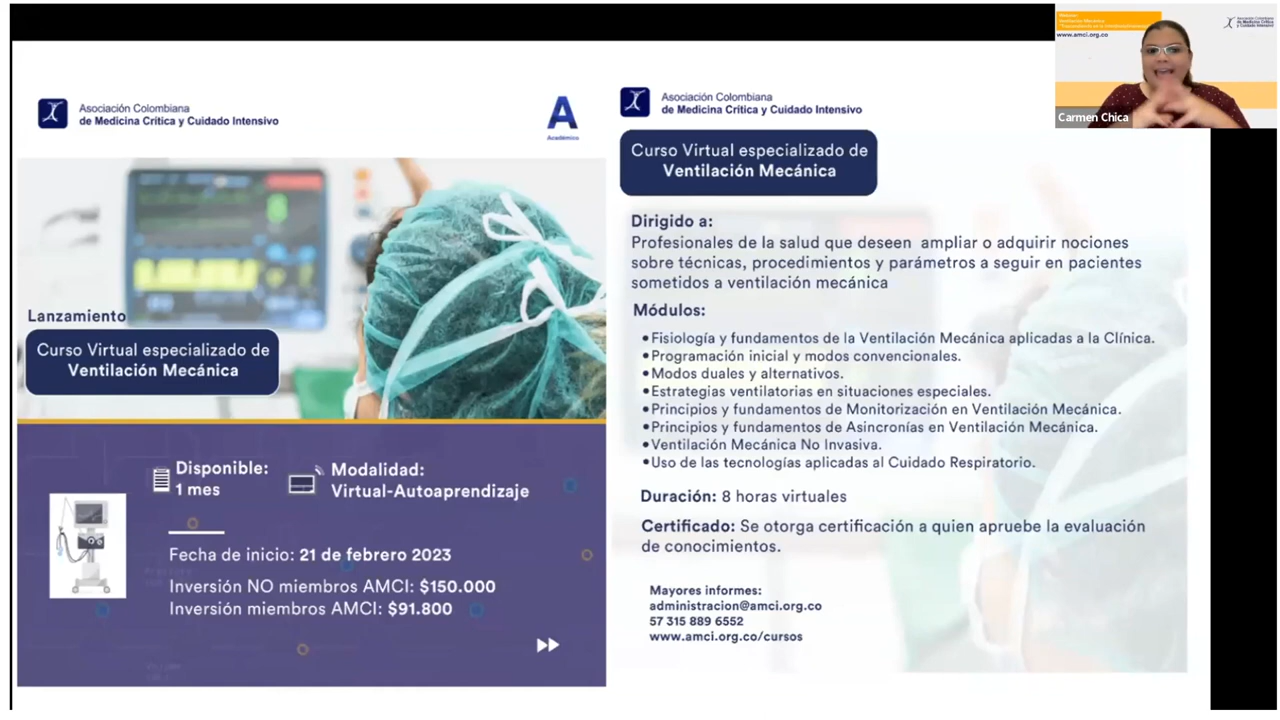 Asociación Colombiana
de Medicina Crítica y Cuidado Intensivo
A
Académico
Lanzamiento
Curso Virtual especializado de
Ventilación Mecánica
Disponible:
1 mes
Modalidad:
Virtual-Autoaprendizaje
Fecha de inicio: 21 de febrero 2023
Inversión NO miembros AMCI: $150.000
Inversión miembros AMCI: $91.800
Asociación Colombiana
de Medicina Crítica y Cuidado Intensivo
Curso Virtual especializado de
Ventilación Mecánica
Dirigido a:
Profesionales de la salud que deseen ampliar o adquirir nociones
sobre técnicas, procedimientos y parámetros a seguir en pacientes
sometidos a ventilación mecánica
Módulos:
•Fisiología y fundamentos de la Ventilación Mecánica aplicadas a la Clínica.
•Programación inicial y modos convencionales.
•Modos duales y alternativos.
•Estrategias ventilatorias en situaciones especiales.
•Principios y fundamentos de Monitorización en Ventilación Mecánica.
•Principios y fundamentos de Asincronías en Ventilación Mecánica.
•Ventilación Mecánica No Invasiva.
•Uso de las tecnologías aplicadas al Cuidado Respiratorio.
Duración: 8 horas virtuales
Certificado: Se otorga certificación a quien apruebe la evaluación
de conocimientos.
Mayores informes:
administracion@amci.org.co
57 315 889 6552
www.amci.org.co/cursos
www.amci.org.co
Asociación Colombiana
de Medicina Crítica
y Cuidado Intensivo
Carmen Chica